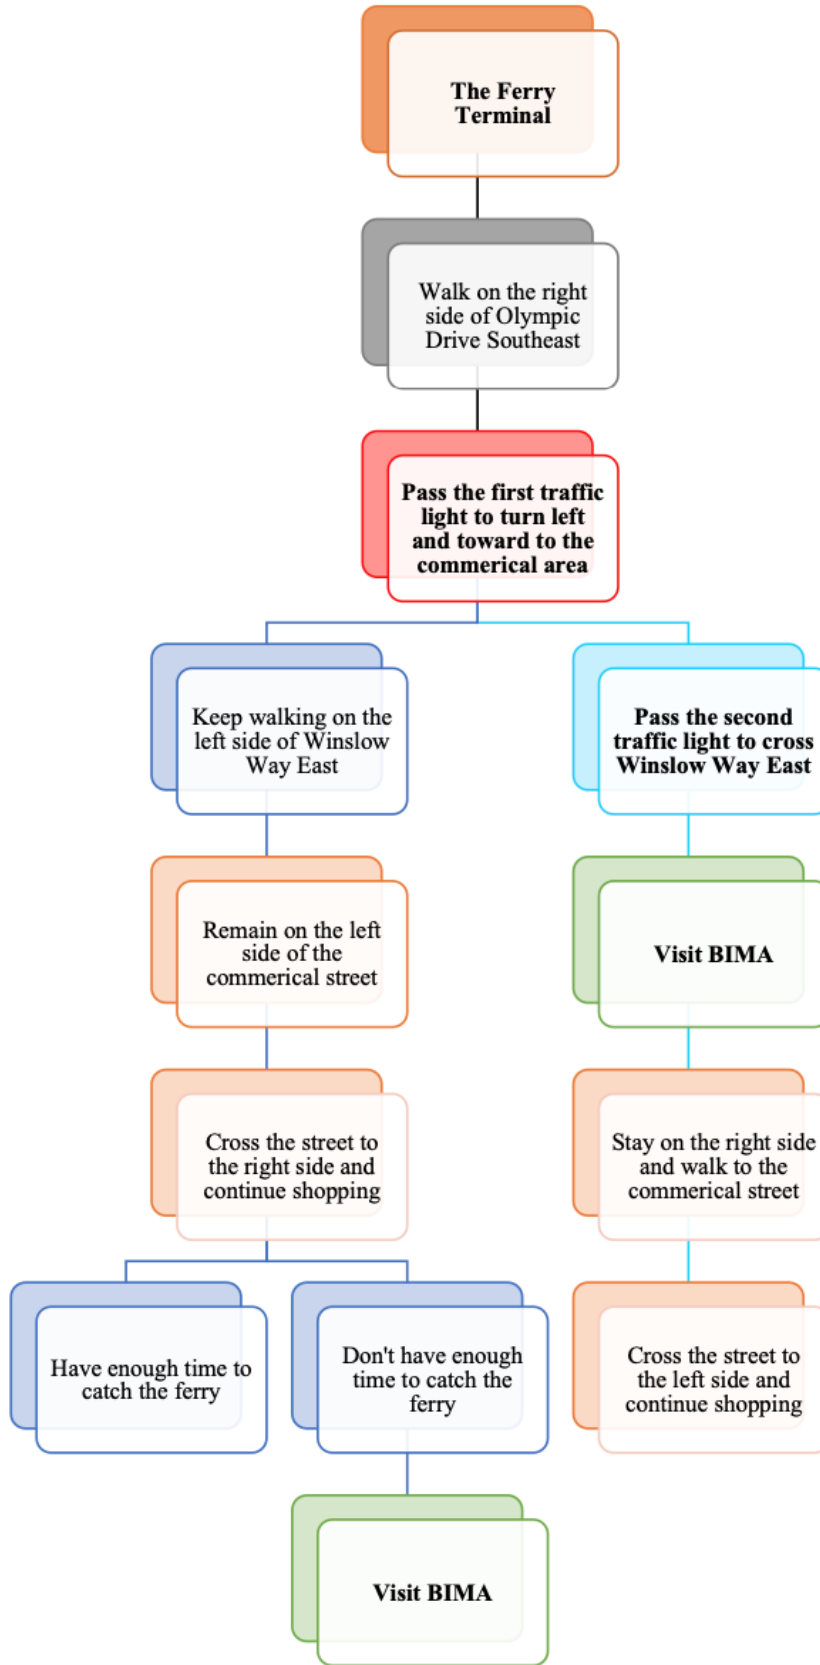 The Ferry
Terminal
Walk on the right
side of Olympic
Drive Southeast
Pass the first traffic
light to turn left
and toward to the
commerical area
Keep walking on the
left side of Winslow
Way East
Pass the second
traffic light to cross
Winslow Way East
Remain on the left
side of the
commerical street
Visit BIMA
Cross the street to
the right side and
continue shopping
Stay on the right side
and walk to the
commerical street
Have enough time to
catch the ferry
Don't have enough
time to catch the
ferry
Cross the street to
the left side and
continue shopping
Visit BIMA